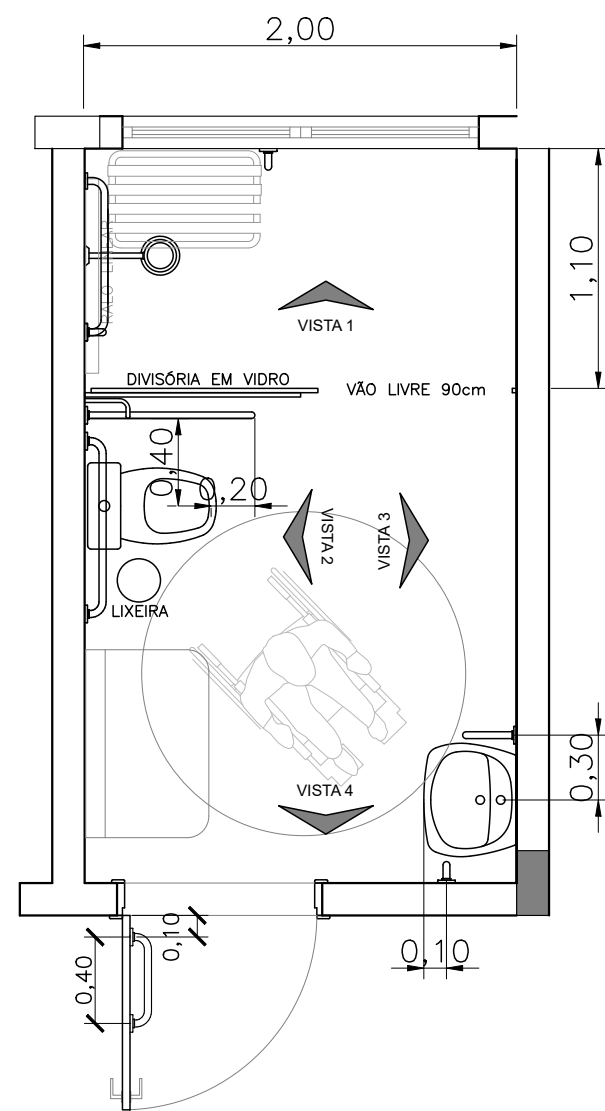 2,00
1,10
VISTA 1
DIVISÓRIA EM VIDRO
VÃO LIVRE 90cm
0,40
0,20
VISTA 2
VISTA 3
LIXEIRA
0,30
VISTA 4
0,10
0,40
0,10